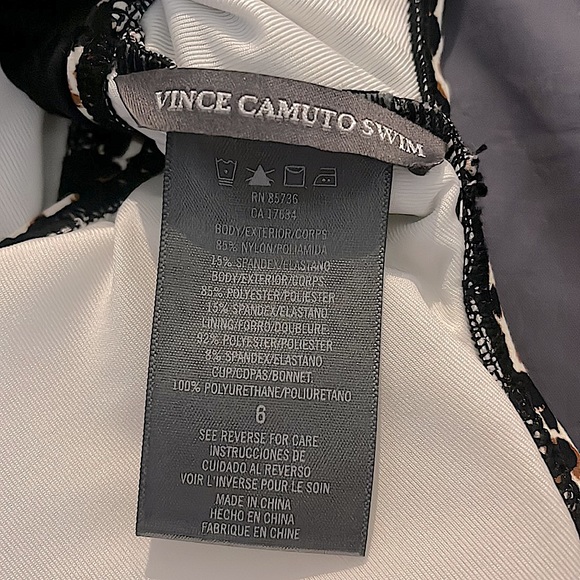 VINCE CAMUTO SWIM
RN 85736
CA 17634
BODY/EXTERIOR/CORPS
85% NYLON/POLIAMIDA
15% SPANDEX/ELASTANO
BODY/EXTERIOR/CORPS.
85% POLYESTER/POLIESTER
15% SPANDEX/ELASTANO
LINING/FORRO/DOUBLURE.
92% POLYESTER/POLIESTER
8% SPANDEX/ELASTANO
CUP/COPAS/BONNET.
100% POLYURETHANE/POLIURETANO
6
SEE REVERSE FOR CARE.
INSTRUCCIONES DE
CUIDADO AL REVERSO
VOIR L'INVERSE POUR LE SOIN
MADE IN CHINA
HECHO EN CHINA
FABRIQUE EN CHINE